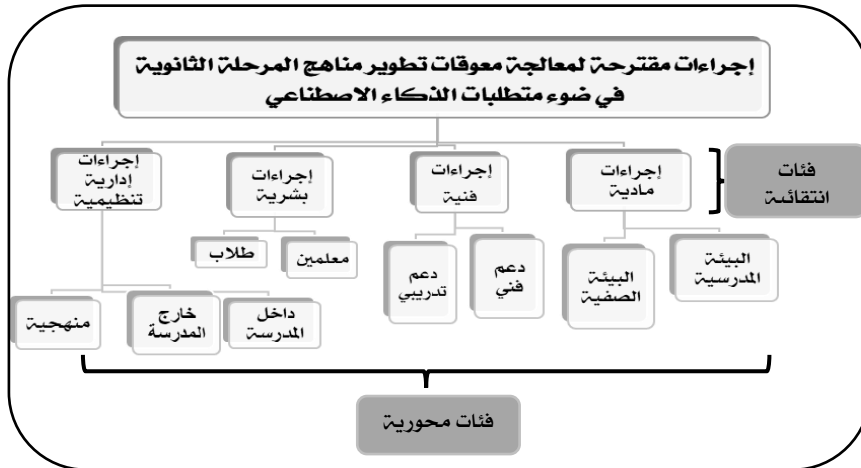 إجراءات مقترحة لمعالجة معوقات تطوير مناهج المرحلة الثانوية
في ضوء متطلبات الذكاء الاصطناعي
فئات
انتقائية
إجراءات
مادية
إجراءات
فنية
إجراءات
بشرية
إجراءات
إدارية
تنظيمية
البيئة
المدرسية
البيئة
الصفية
دعم
فني
دعم
تدريبي
معلمين
طلاب
داخل
المدرسة
خارج
المدرسة
منهجية
فئات محورية